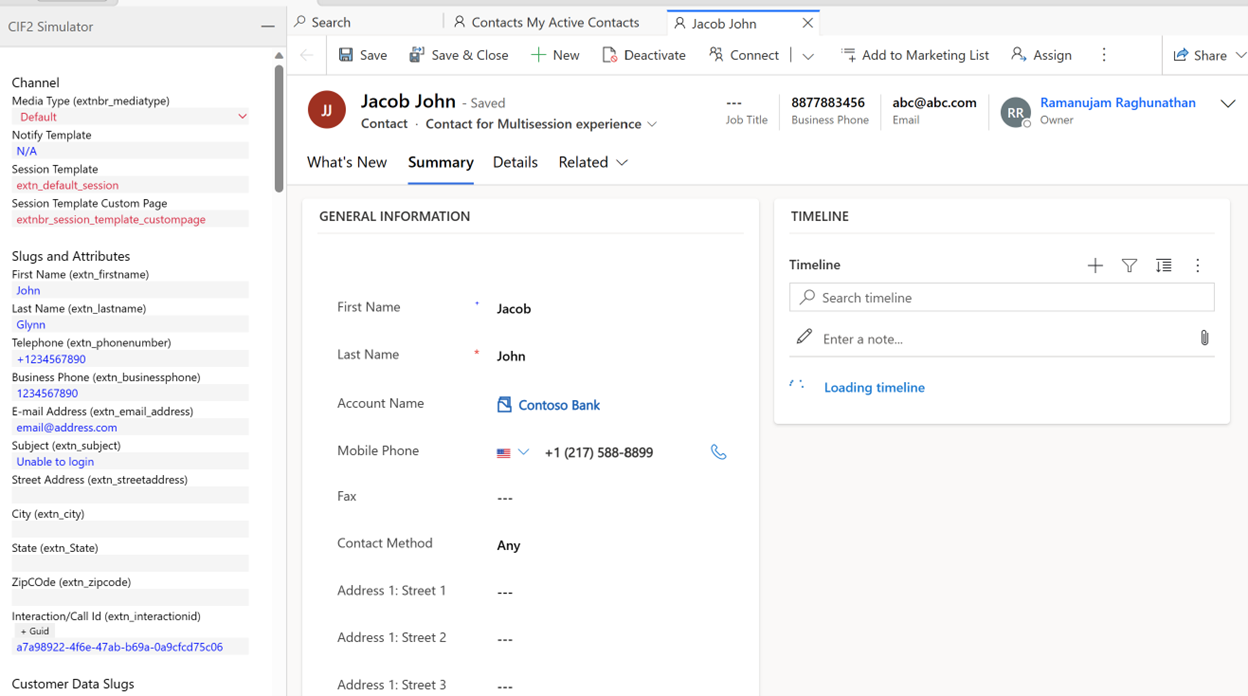 CIF2 Simulator
Channel
Media Type (extnbr_mediatype)
Default
Notify Template
N/A
Session Template
extn_default_session
Session Template Custom Page
extnbr_session_template_custompage
Slugs and Attributes
First Name (extn_firstname)
John
Last Name (extn_lastname)
Glynn
Telephone (extn_phonenumber)
+1234567890
Business Phone (extn_businessphone)
1234567890
E-mail Address (extn_email_address)
email@address.com
Subject (extn_subject)
Unable to login
Street Address (extn_streetaddress)
City (extn_city)
State (extn_State)
ZipCOde (extn_zipcode)
Interaction/Call Id (extn_interactionid)
+ Guid
a7a98922-4f6e-47ab-b69a-0a9cfcd75c06
Customer Data Slugs
Search
Contacts My Active Contacts
Jacob John
Save
Save & Close
New
Deactivate
Connect
Add to Marketing List
Assign
Share
JJ
Jacob John - Saved
Contact · Contact for Multisession experience
---
Job Title
8877883456
Business Phone
abc@abc.com
Email
RR
Ramanujam Raghunathan
Owner
What's New
Summary
Details
Related
GENERAL INFORMATION
First Name * Jacob
Last Name * John
Account Name Contoso Bank
Mobile Phone +1 (217) 588-8899
Fax ---
Contact Method Any
Address 1: Street 1 ---
Address 1: Street 2 ---
Address 1: Street 3 ---
TIMELINE
Timeline
Search timeline
Enter a note...
Loading timeline